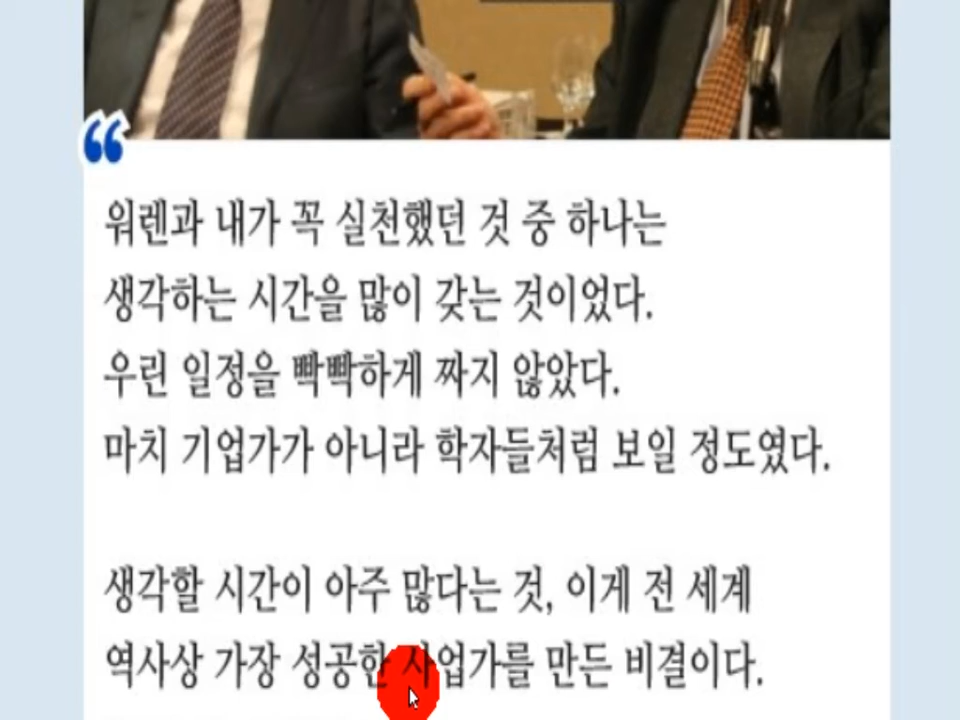 워렌과 내가 꼭 실천했던 것 중 하나는
생각하는 시간을 많이 갖는 것이었다.
우린 일정을 빡빡하게 짜지 않았다.
마치 기업가가 아니라 학자들처럼 보일 정도였다.
생각할 시간이 아주 많다는 것, 이게 전 세계
역사상 가장 성공한 사업가를 만든 비결이다.